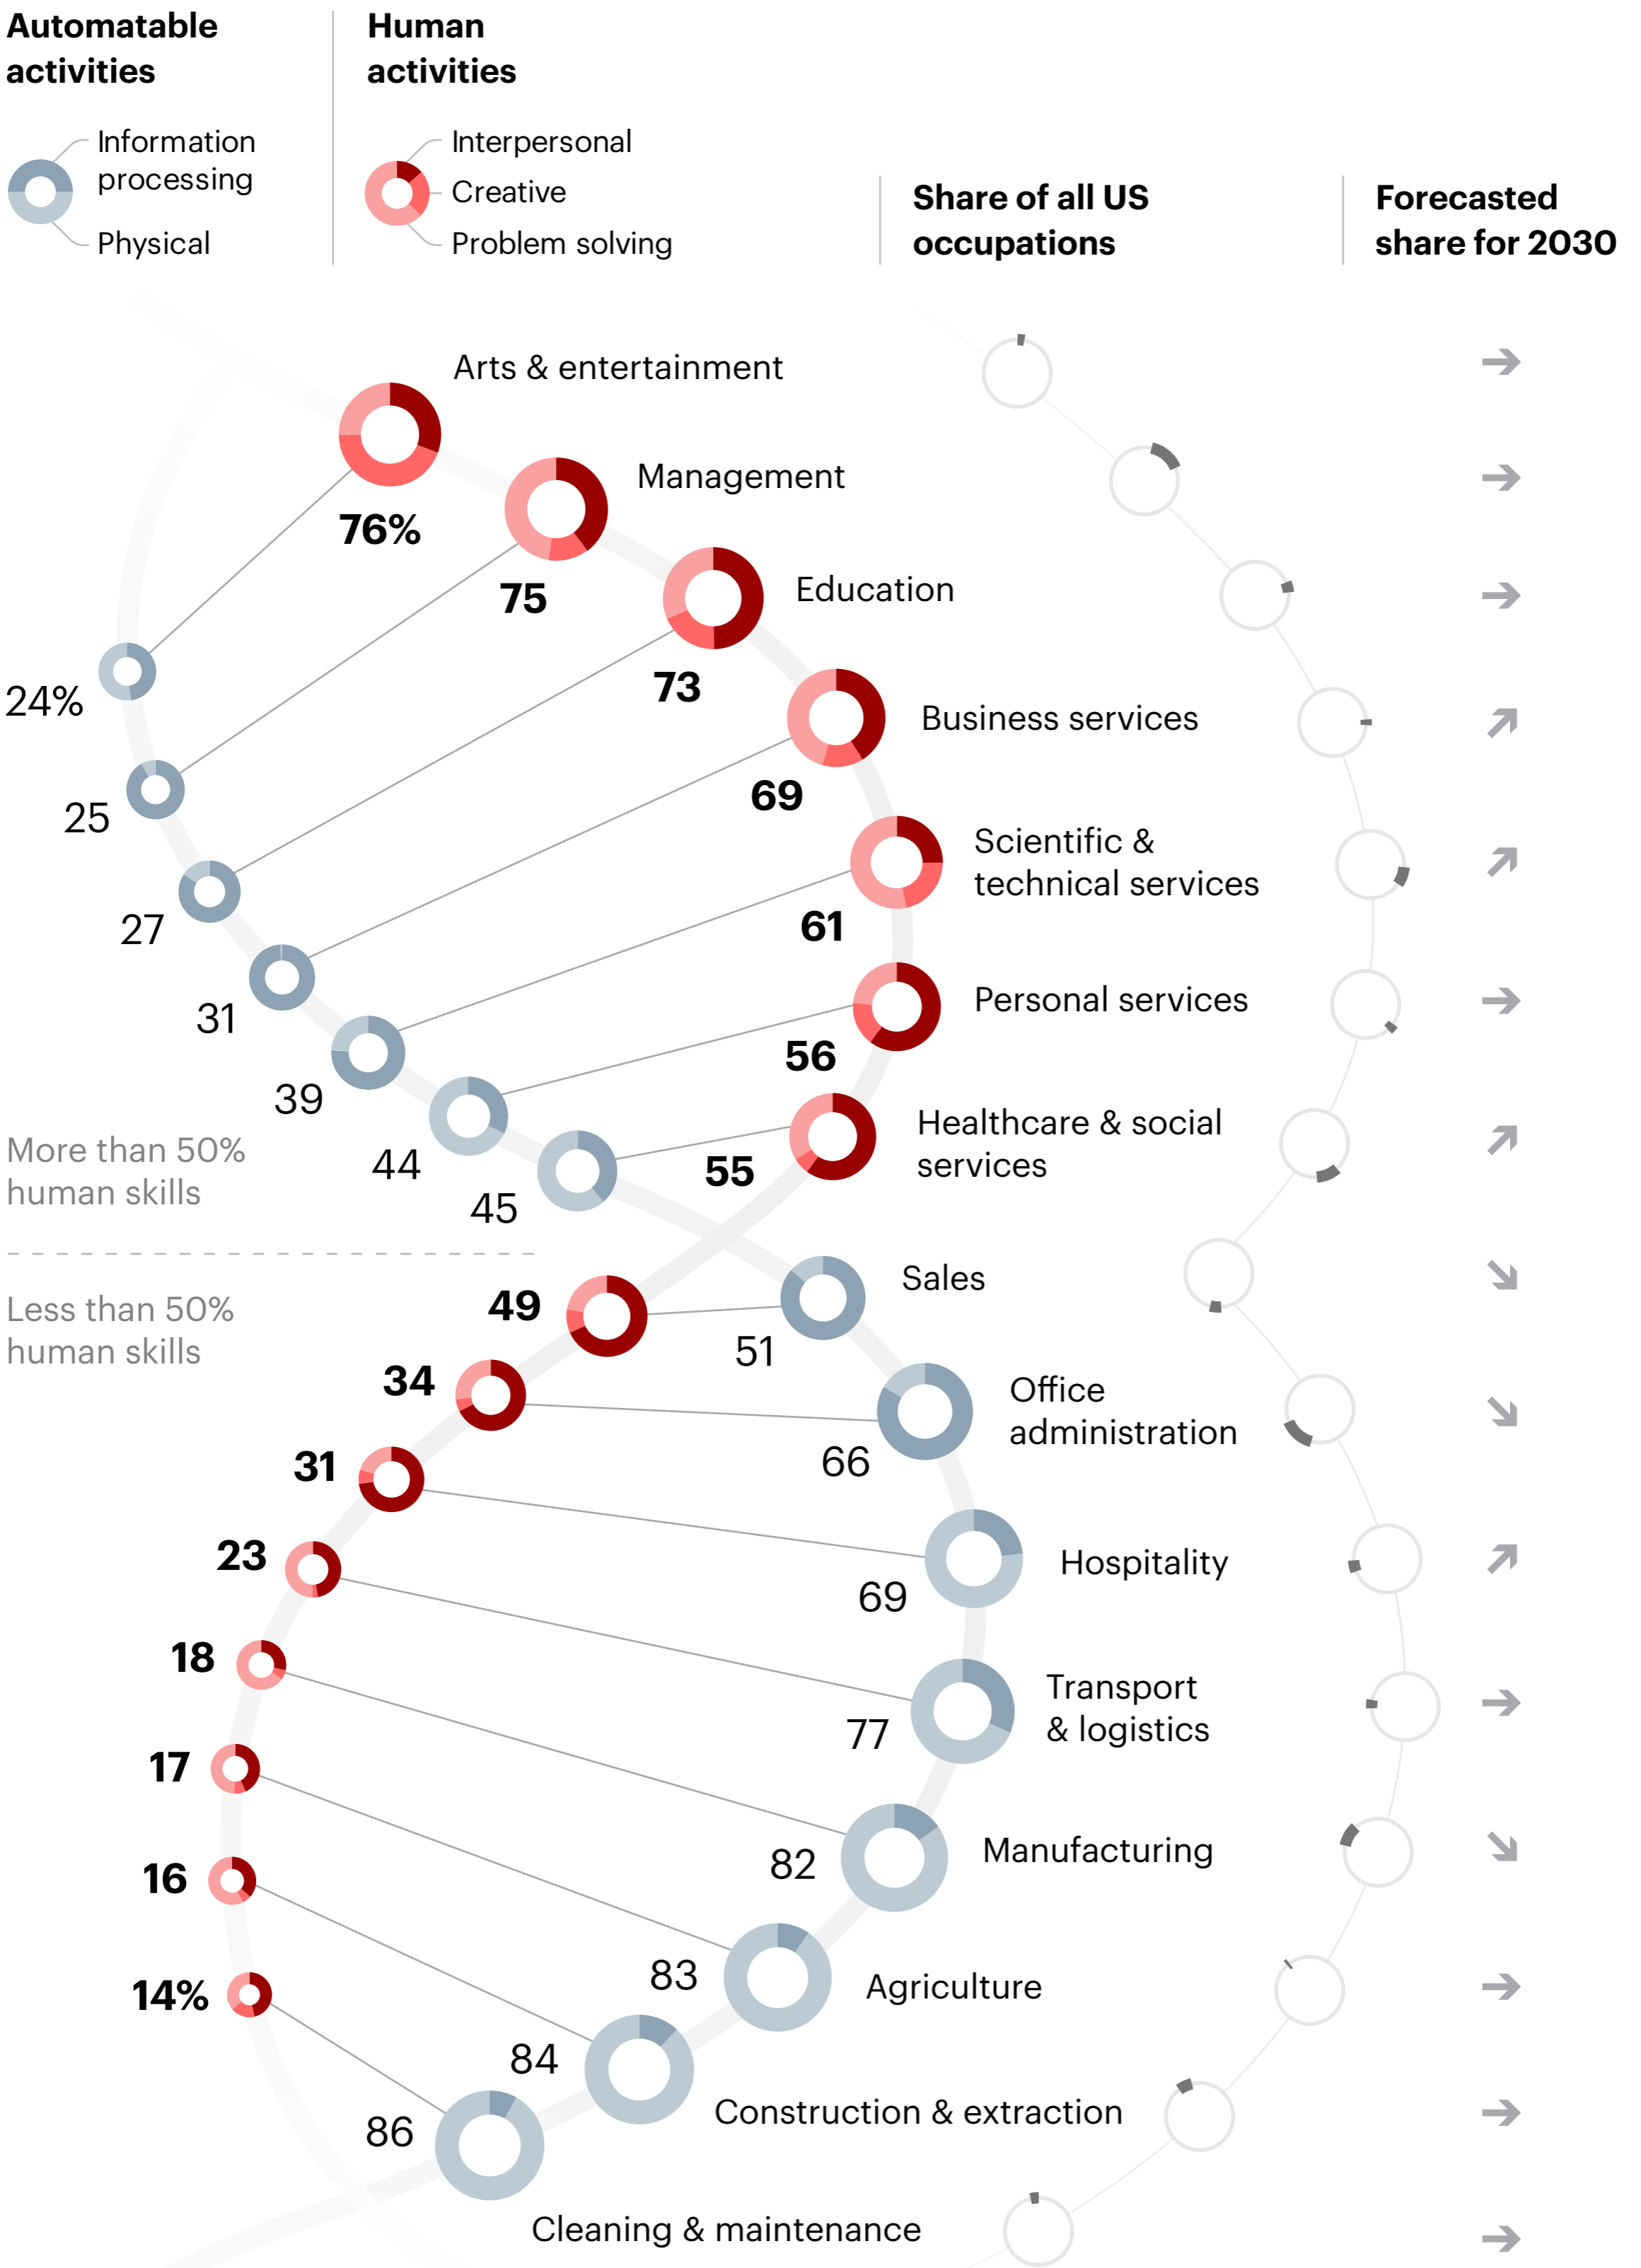 Automatable
activities
Information
processing
Physical
Human
activities
Interpersonal
Creative
Problem solving
Share of all US
occupations
Forecasted
share for 2030
Arts & entertainment
76%
24%
Management
75
25
Education
73
27
Business services
69
31
Scientific &
technical services
61
39
Personal services
56
44
Healthcare & social
services
55
45
More than 50%
human skills
Less than 50%
human skills
Sales
49
51
Office
administration
34
66
Hospitality
31
69
Transport
& logistics
23
77
Manufacturing
18
82
Agriculture
17
83
Construction & extraction
16
84
Cleaning & maintenance
14%
86